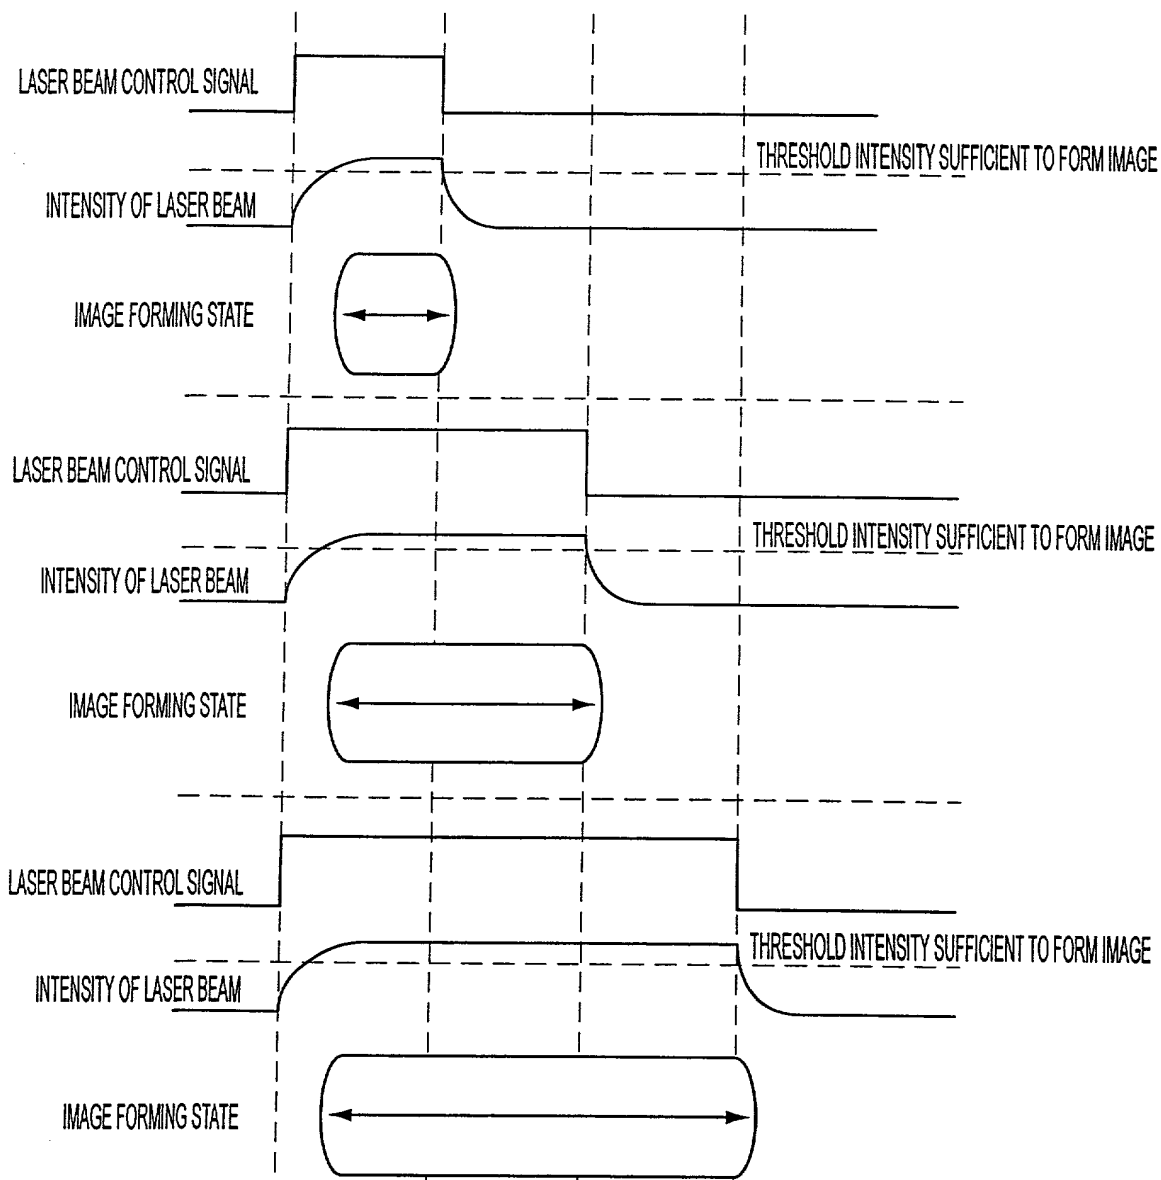 LASER BEAM CONTROL SIGNAL
THRESHOLD INTENSITY SUFFICIENT TO FORM IMAGE
INTENSITY OF LASER BEAM
IMAGE FORMING STATE
LASER BEAM CONTROL SIGNAL
THRESHOLD INTENSITY SUFFICIENT TO FORM IMAGE
INTENSITY OF LASER BEAM
IMAGE FORMING STATE
LASER BEAM CONTROL SIGNAL
THRESHOLD INTENSITY SUFFICIENT TO FORM IMAGE
INTENSITY OF LASER BEAM
IMAGE FORMING STATE